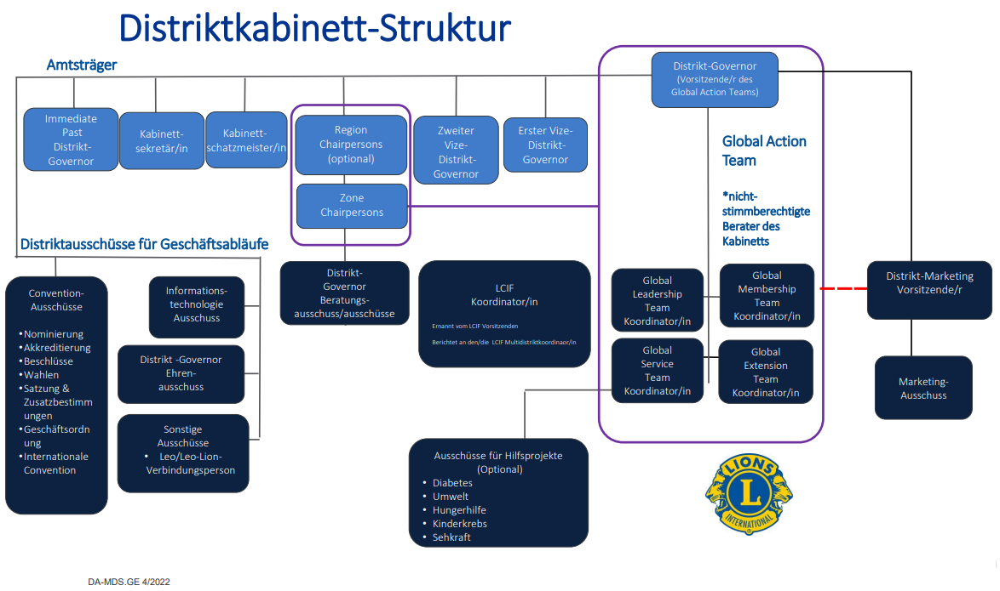 Distriktkabinett-Struktur
Amtsträger
Distrikt-Governor
(Vorsitzende/r des
Global Action Teams)
Immediate
Past
Distrikt-
Governor
Kabinett-
sekretär/in
Kabinett-
schatzmeister/in
Region
Chairpersons
(optional)
Zweiter
Vize-
Distrikt-
Governor
Erster Vize-
Distrikt-
Governor
Zone
Chairpersons
Global Action
Team
*nicht-
stimmberechtigte
Berater des
Kabinetts
Distriktausschüsse für Geschäftsabläufe
Convention-
Ausschüsse
•Nominierung
•Akkreditierung
•Beschlüsse
•Wahlen
•Satzung &
Zusatzbestimm
ungen
•Geschäftsordn
ung
•Internationale
Convention
Informations-
technologie
Ausschuss
Distrikt -Governor
Ehren-
ausschuss
Sonstige
Ausschüsse
• Leo/Leo-Lion-
Verbindungsperson
Distrikt-
Governor
Beratungs-
ausschuss/ausschüsse
LCIF
Koordinator/in
Ernannt vom LCIF Vorsitzenden
Berichtet an den/die LCIF Multidistriktkoordinaor/in
Global
Leadership
Team
Koordinator/in
Global
Membership
Team
Koordinator/in
Global
Service
Team
Koordinator/in
Global
Extension
Team
Koordinator/in
Distrikt-Marketing
Vorsitzende/r
Marketing-
Ausschuss
Ausschüsse für Hilfsprojekte
(Optional)
• Diabetes
• Umwelt
• Hungerhilfe
• Kinderkrebs
• Sehkraft
LIONS
L
INTERNATIONAL
DA-MDS.GE 4/2022